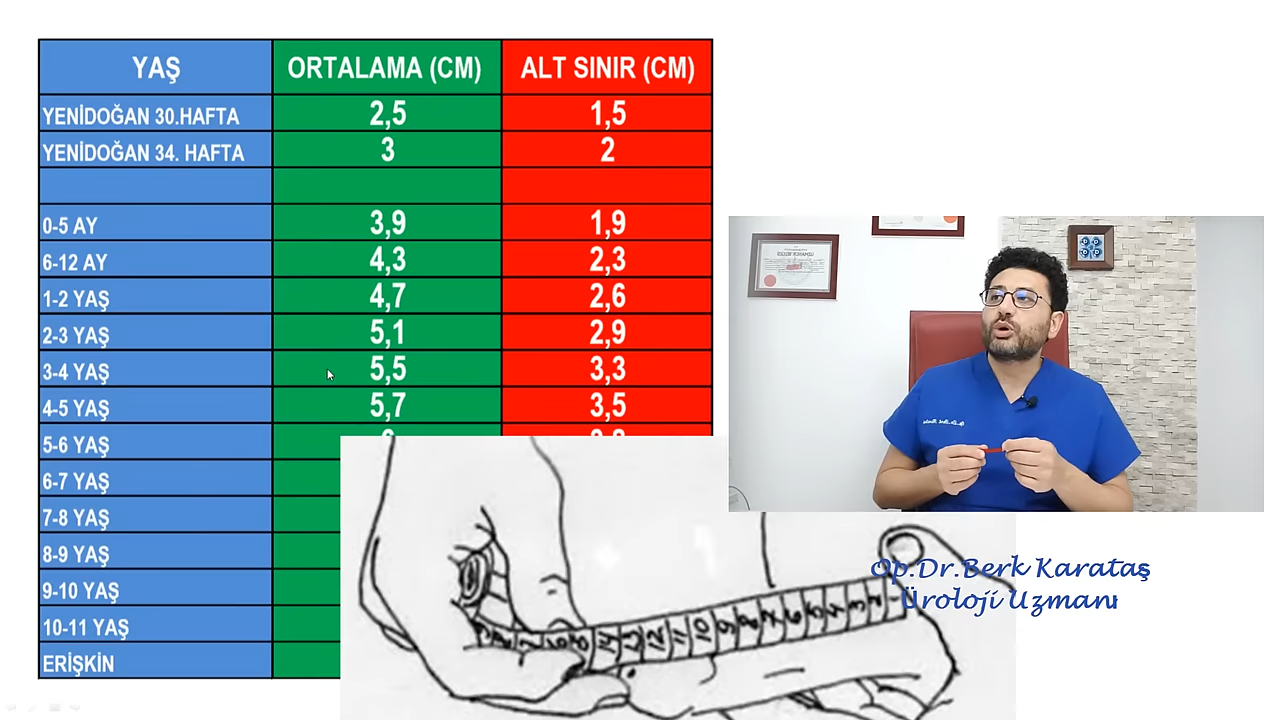 YAŞ ORTALAMA (CM) ALT SINIR (CM)
YENİDOĞAN 30.HAFTA 2,5 1,5
YENİDOĞAN 34. HAFTA 3 2
0-5 AY 3,9 1,9
6-12 AY 4,3 2,3
1-2 YAŞ 4,7 2,6
2-3 YAŞ 5,1 2,9
3-4 YAŞ 5,5 3,3
4-5 YAŞ 5,7 3,5
5-6 YAŞ
6-7 YAŞ
7-8 YAŞ
8-9 YAŞ
9-10 YAŞ
10-11 YAŞ
ERİŞKİN
Op.Dr.Berk Karataş
Üroloji Uzmanı